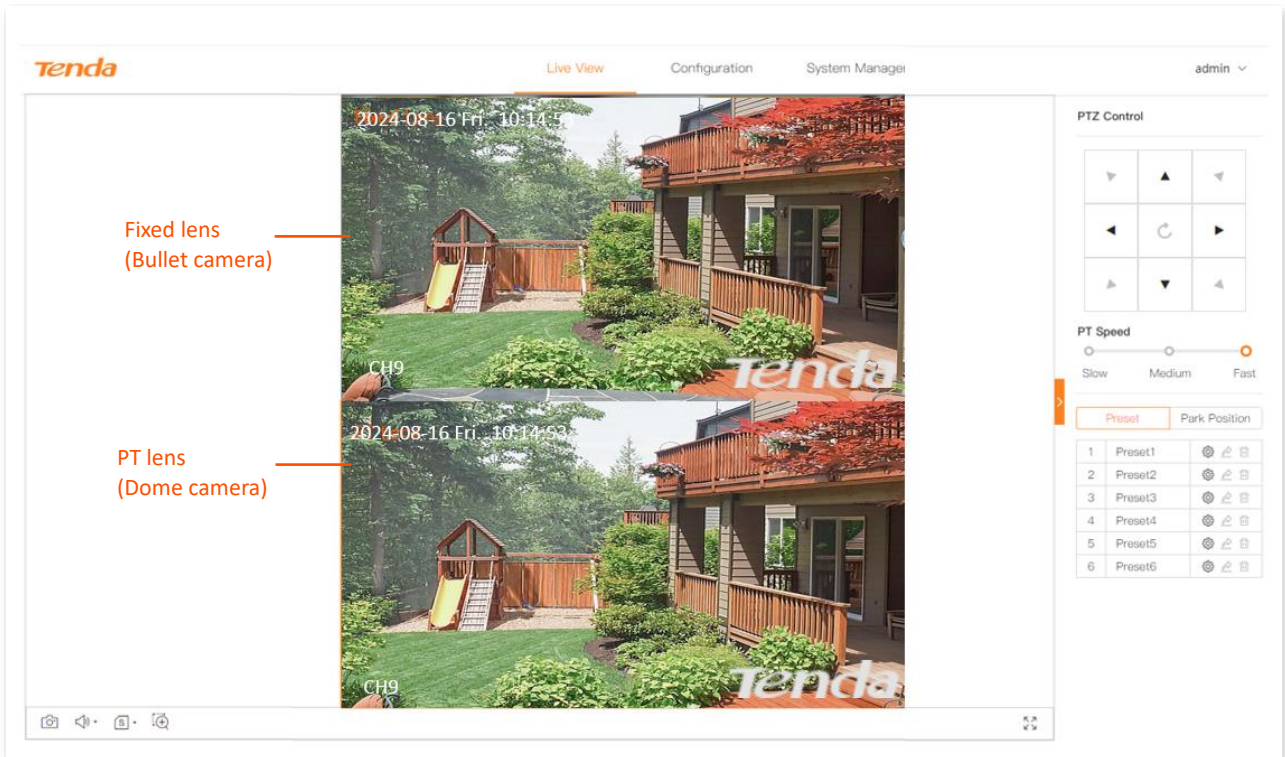 Tenda
Live View
Configuration
System Manager
admin
2024-08-16 Fri. 10:14:53
Fixed lens
(Bullet camera)
CH9
Tenda
2024-08-16 Fri. 10:14:53
PT lens
(Dome camera)
CH9
Tenda
PTZ Control
PT Speed
Slow Medium Fast
Preset Park Position
1 Preset1
2 Preset2
3 Preset3
4 Preset4
5 Preset5
6 Preset6
S